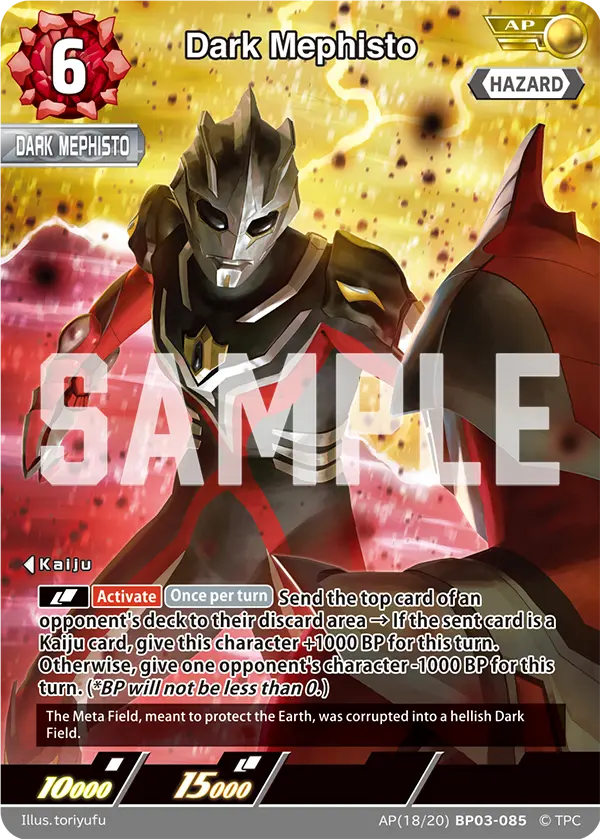 6
Dark Mephisto
AP
HAZARD
DARK MEPHISTO
SAMPLE
Kaiju
Activate Once per turn Send the top card of an
opponent's deck to their discard area → If the sent card is a
Kaiju card, give this character +1000 BP for this turn.
Otherwise, give one opponent's character -1000 BP for this
turn. (*BP will not be less than 0.)
The Meta Field, meant to protect the Earth, was corrupted into a hellish Dark
Field.
10000 15000
Illus.toriyufu AP(18/20) BP03-085 © TPC